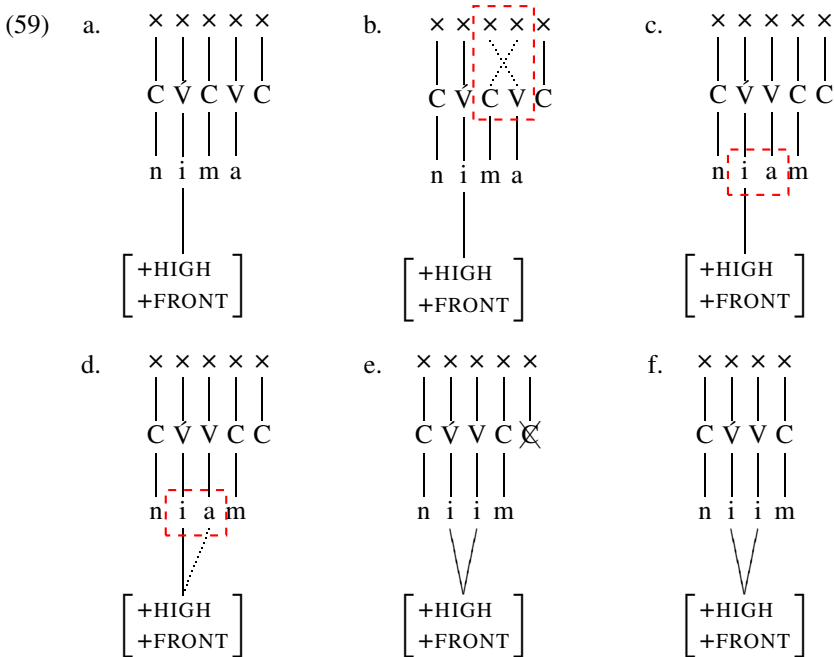 (59) a. × × × × × b. × × × × × c. × × × × ×
C V́ C V C C V́ C V C C V́ V C C
n i m a n i m a n i a m
[ +HIGH [ +HIGH [ +HIGH
+FRONT ] +FRONT ] +FRONT ]
d. × × × × × e. × × × × × f. × × × ×
C V́ V C C C V́ V C C C V́ V C
n i a m n i i m n i i m
[ +HIGH [ +HIGH [ +HIGH
+FRONT ] +FRONT ] +FRONT ]